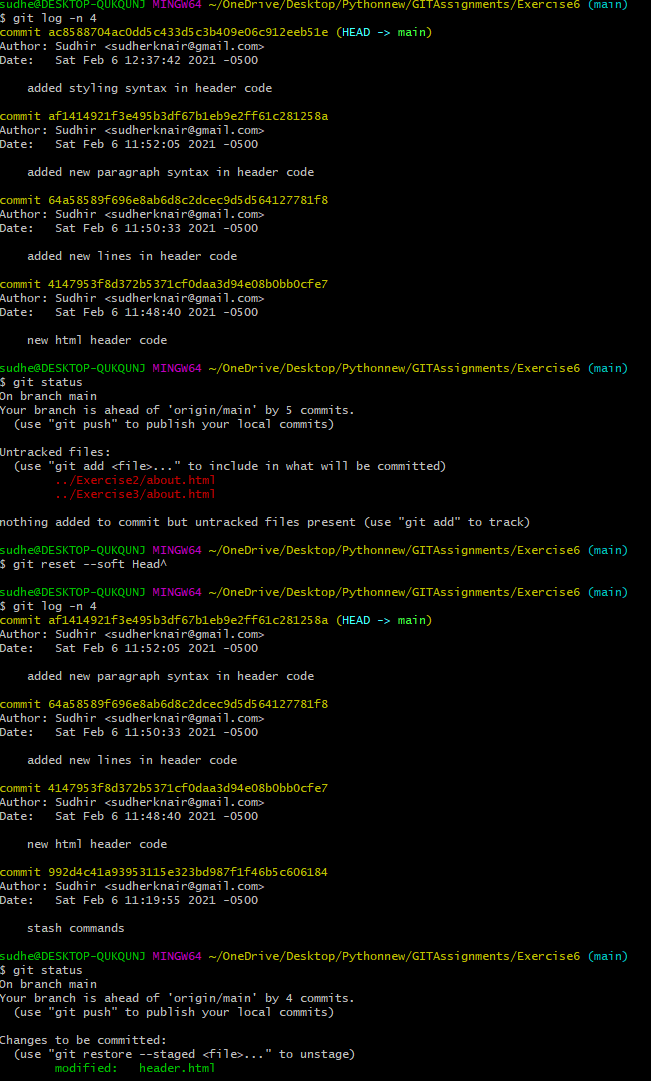 sudhe@DESKTOP-QUKQUNJ MINGW64 ~/OneDrive/Desktop/Pythonnew/GITAssignments/Exercise6 (main)
$ git log -n 4
commit ac8588704ac0dd5c433d5c3b409e06c912eeb51e (HEAD -> main)
Author: Sudhir <sudherknair@gmail.com>
Date:   Sat Feb 6 12:37:42 2021 -0500
    added styling syntax in header code
commit af1414921f3e495b3df67b1eb9e2ff61c281258a
Author: Sudhir <sudherknair@gmail.com>
Date:   Sat Feb 6 11:52:05 2021 -0500
    added new paragraph syntax in header code
commit 64a58589f696e8ab6d8c2dcec9d5d564127781f8
Author: Sudhir <sudherknair@gmail.com>
Date:   Sat Feb 6 11:50:33 2021 -0500
    added new lines in header code
commit 4147953f8d372b5371cf0daa3d94e08b0bb0cfe7
Author: Sudhir <sudherknair@gmail.com>
Date:   Sat Feb 6 11:48:40 2021 -0500
    new html header code
sudhe@DESKTOP-QUKQUNJ MINGW64 ~/OneDrive/Desktop/Pythonnew/GITAssignments/Exercise6 (main)
$ git status
On branch main
Your branch is ahead of 'origin/main' by 5 commits.
  (use "git push" to publish your local commits)
Untracked files:
  (use "git add <file>..." to include in what will be committed)
        ../Exercise2/about.html
        ../Exercise3/about.html
nothing added to commit but untracked files present (use "git add" to track)
sudhe@DESKTOP-QUKQUNJ MINGW64 ~/OneDrive/Desktop/Pythonnew/GITAssignments/Exercise6 (main)
$ git reset --soft Head^
sudhe@DESKTOP-QUKQUNJ MINGW64 ~/OneDrive/Desktop/Pythonnew/GITAssignments/Exercise6 (main)
$ git log -n 4
commit af1414921f3e495b3df67b1eb9e2ff61c281258a (HEAD -> main)
Author: Sudhir <sudherknair@gmail.com>
Date:   Sat Feb 6 11:52:05 2021 -0500
    added new paragraph syntax in header code
commit 64a58589f696e8ab6d8c2dcec9d5d564127781f8
Author: Sudhir <sudherknair@gmail.com>
Date:   Sat Feb 6 11:50:33 2021 -0500
    added new lines in header code
commit 4147953f8d372b5371cf0daa3d94e08b0bb0cfe7
Author: Sudhir <sudherknair@gmail.com>
Date:   Sat Feb 6 11:48:40 2021 -0500
    new html header code
commit 992d4c41a93953115e323bd987f1f46b5c606184
Author: Sudhir <sudherknair@gmail.com>
Date:   Sat Feb 6 11:19:55 2021 -0500
    stash commands
sudhe@DESKTOP-QUKQUNJ MINGW64 ~/OneDrive/Desktop/Pythonnew/GITAssignments/Exercise6 (main)
$ git status
On branch main
Your branch is ahead of 'origin/main' by 4 commits.
  (use "git push" to publish your local commits)
Changes to be committed:
  (use "git restore --staged <file>..." to unstage)
        modified:   header.html